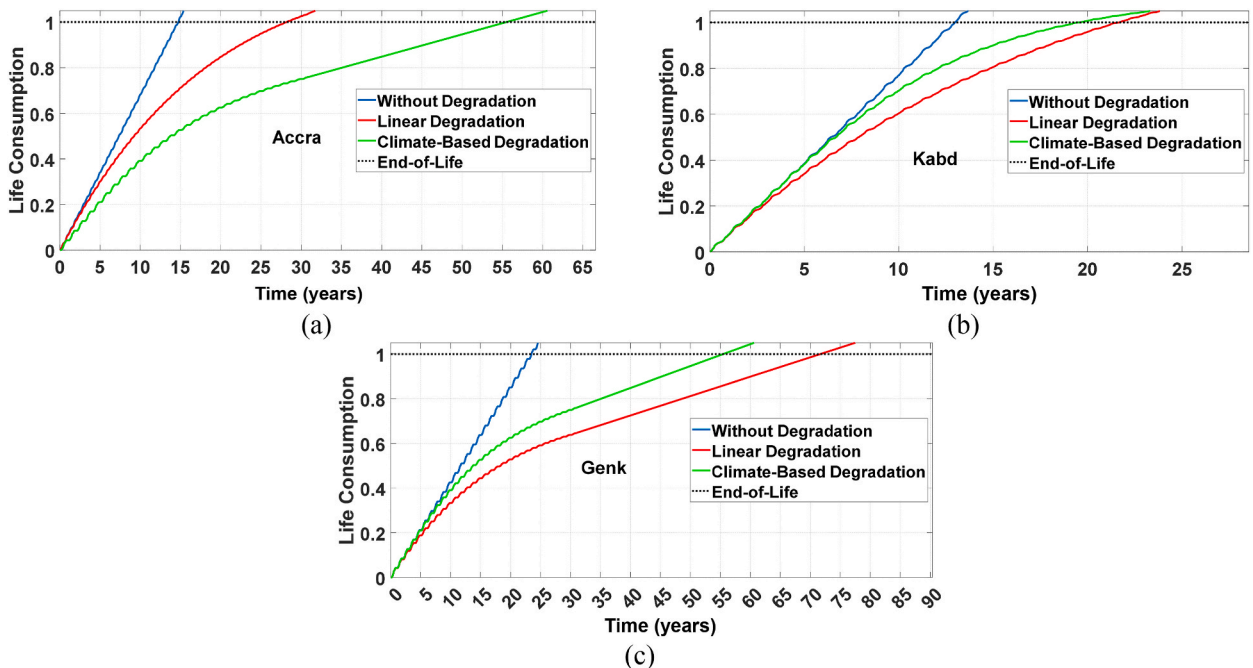 1
0.8
0.6
0.4
0.2
0
Life Consumption
Without Degradation
Linear Degradation
Climate-Based Degradation
End-of-Life
Accra
0 5 10 15 20 25 30 35 40 45 50 55 60 65
Time (years)
(a)
1
0.8
0.6
0.4
0.2
0
Life Consumption
Without Degradation
Linear Degradation
Climate-Based Degradation
End-of-Life
Kabd
0 5 10 15 20 25
Time (years)
(b)
1
0.8
0.6
0.4
0.2
0
Life Consumption
Without Degradation
Linear Degradation
Climate-Based Degradation
End-of-Life
Genk
0 5 10 15 20 25 30 35 40 45 50 55 60 65 70 75 80 85 90
Time (years)
(c)